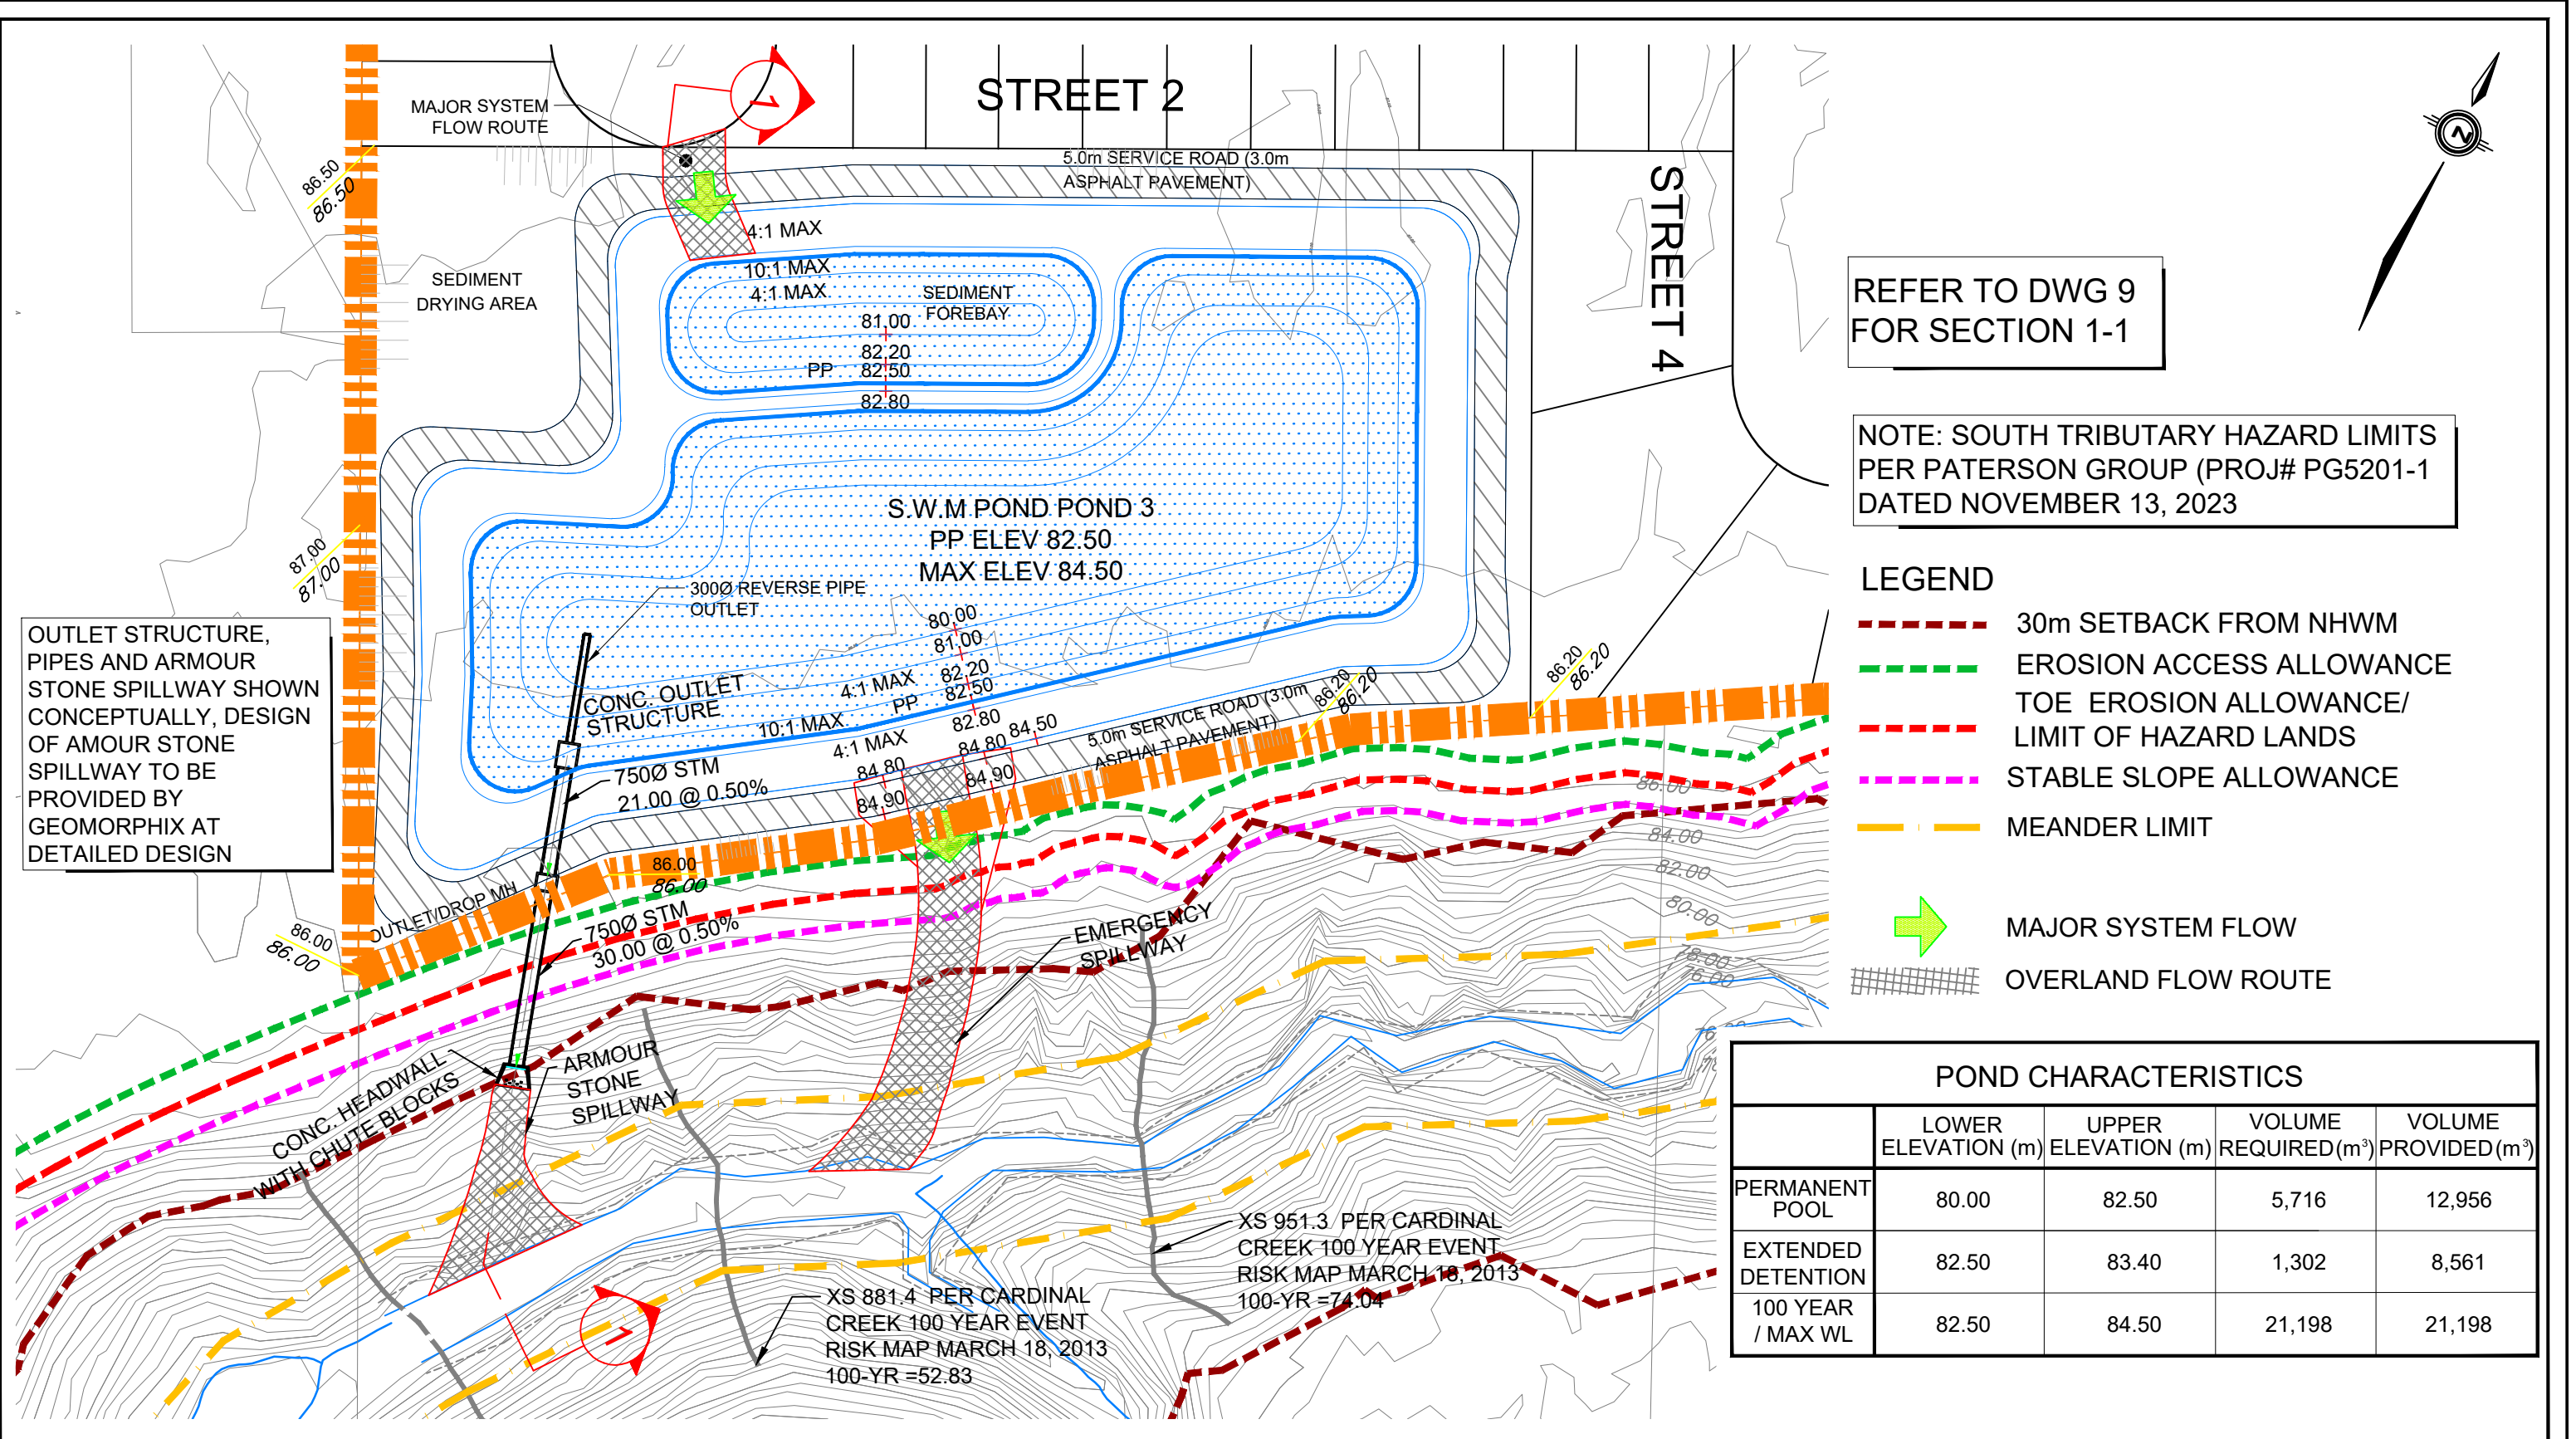 STREET 2
MAJOR SYSTEM
FLOW ROUTE
1
5.0m SERVICE ROAD (3.0m
ASPHALT PAVEMENT)
86.50
86.50
STREET 4
N
4:1 MAX
10:1 MAX
4:1 MAX
SEDIMENT
DRYING AREA
SEDIMENT
FOREBAY
81.00
82.20
PP
82.50
82.80
REFER TO DWG 9
FOR SECTION 1-1
NOTE: SOUTH TRIBUTARY HAZARD LIMITS
PER PATERSON GROUP (PROJ# PG5201-1
DATED NOVEMBER 13, 2023
S.W.M POND POND 3
PP ELEV 82.50
MAX ELEV 84.50
87.00
87.00
300Ø REVERSE PIPE
OUTLET
OUTLET STRUCTURE,
PIPES AND ARMOUR
STONE SPILLWAY SHOWN
CONCEPTUALLY, DESIGN
OF AMOUR STONE
SPILLWAY TO BE
PROVIDED BY
GEOMORPHIX AT
DETAILED DESIGN
80.00
81.00
82.20
82.50
82.80
84.80
84.50
4:1 MAX
PP
10:1 MAX
4:1 MAX
CONC. OUTLET
STRUCTURE
750Ø STM
21.00 @ 0.50%
84.80
84.90
84.90
5.0m SERVICE ROAD (3.0m
ASPHALT PAVEMENT)
86.20
86.20
86.20
86.20
LEGEND
30m SETBACK FROM NHWM
EROSION ACCESS ALLOWANCE
TOE EROSION ALLOWANCE/
LIMIT OF HAZARD LANDS
STABLE SLOPE ALLOWANCE
MEANDER LIMIT
MAJOR SYSTEM FLOW
OVERLAND FLOW ROUTE
86.00
86.00
OUTLET/DROP MH
86.00
86.00
750Ø STM
30.00 @ 0.50%
EMERGENCY
SPILLWAY
86.00
84.00
82.00
80.00
78.00
76.00
CONC. HEADWALL
WITH CHUTE BLOCKS
ARMOUR
STONE
SPILLWAY
XS 951.3 PER CARDINAL
CREEK 100 YEAR EVENT
RISK MAP MARCH 18, 2013
100-YR =74.04
XS 881.4 PER CARDINAL
CREEK 100 YEAR EVENT
RISK MAP MARCH 18, 2013
100-YR =52.83
1
POND CHARACTERISTICS
LOWER ELEVATION (m) UPPER ELEVATION (m) VOLUME REQUIRED (m³) VOLUME PROVIDED (m³)
PERMANENT POOL 80.00 82.50 5,716 12,956
EXTENDED DETENTION 82.50 83.40 1,302 8,561
100 YEAR / MAX WL 82.50 84.50 21,198 21,198